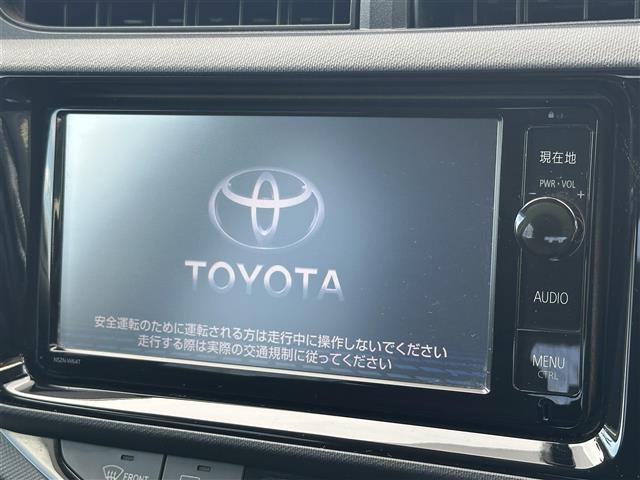 現在地
PWR・VOL
− +
TOYOTA
AUDIO
安全運転のために運転される方は走行中に操作しないでください
走行する際は実際の交通規制に従ってください
MENU
CTRL
NSZN-W64T
FRONT